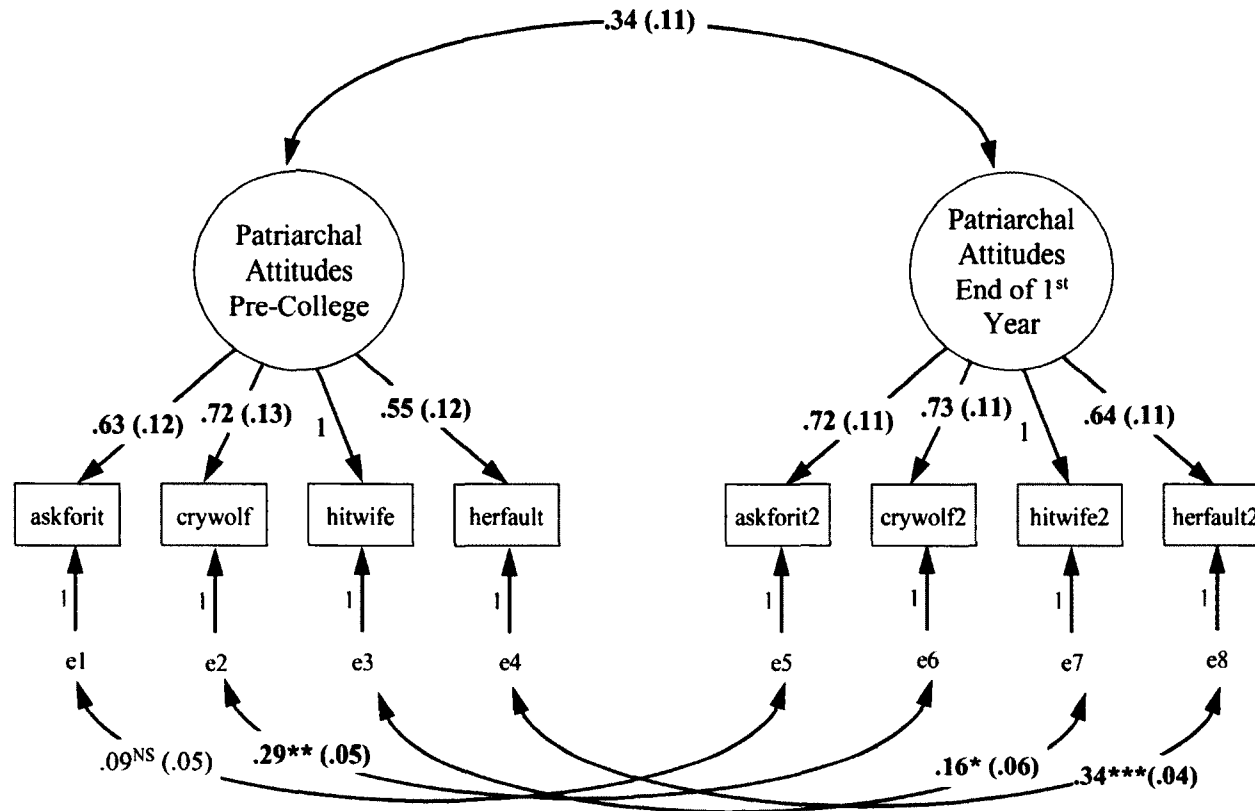 .34 (.11)
Patriarchal
Attitudes
Pre-College
Patriarchal
Attitudes
End of 1st
Year
.63 (.12)
.72 (.13)
1
.55 (.12)
.72 (.11)
.73 (.11)
1
.64 (.11)
askforit
crywolf
hitwife
herfault
askforit2
crywolf2
hitwife2
herfault2
1
1
1
1
1
1
1
1
e1
e2
e3
e4
e5
e6
e7
e8
.09NS (.05)
.29** (.05)
.16* (.06)
.34***(.04)